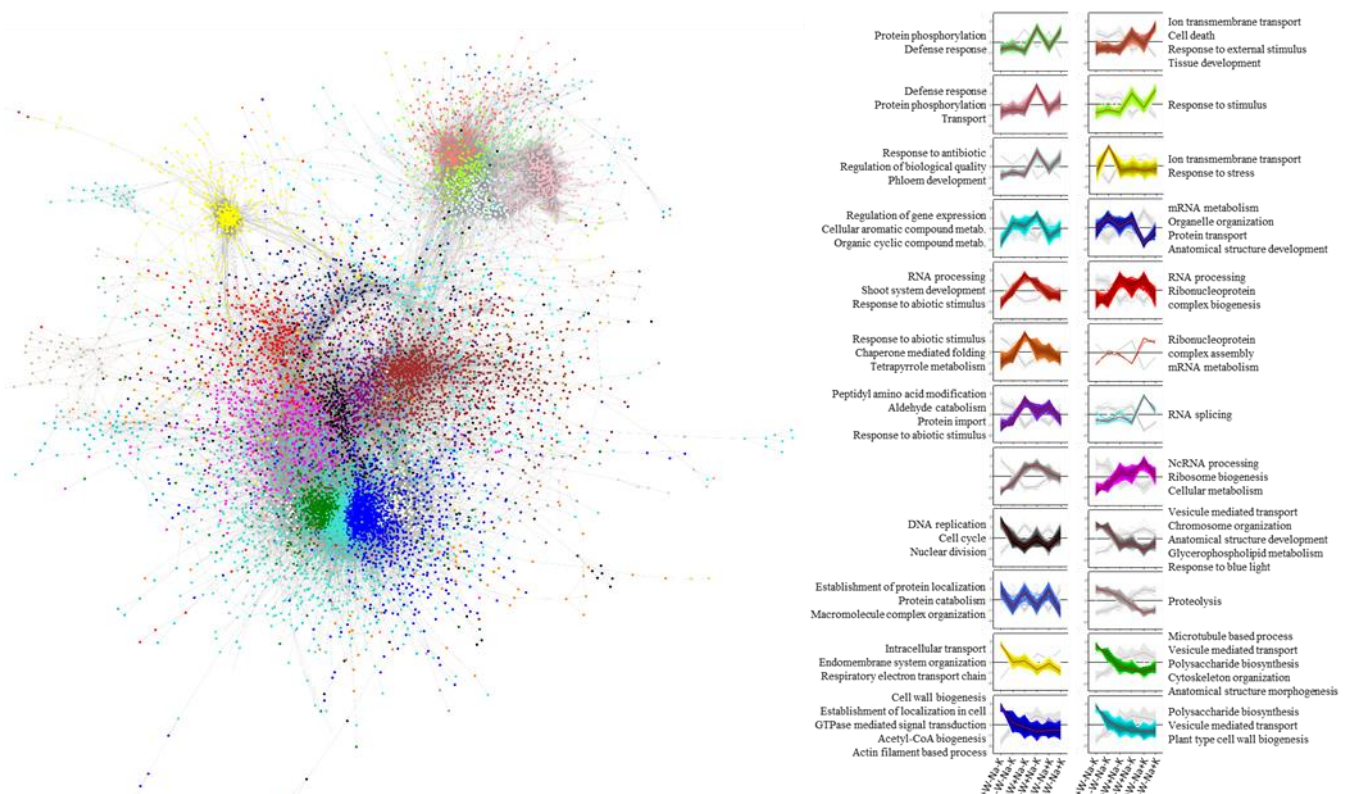 Protein phosphorylation
Defense response
Ion transmembrane transport
Cell death
Response to external stimulus
Tissue development
Defense response
Protein phosphorylation
Transport
Response to stimulus
Response to antibiotic
Regulation of biological quality
Phloem development
Ion transmembrane transport
Response to stress
Regulation of gene expression
Cellular aromatic compound metab.
Organic cyclic compound metab.
mRNA metabolism
Organelle organization
Protein transport
Anatomical structure development
RNA processing
Shoot system development
Response to abiotic stimulus
RNA processing
Ribonucleoprotein
complex biogenesis
Response to abiotic stimulus
Chaperone mediated folding
Tetrapyrrole metabolism
Ribonucleoprotein
complex assembly
mRNA metabolism
Peptidyl amino acid modification
Aldehyde catabolism
Protein import
Response to abiotic stimulus
RNA splicing
NcRNA processing
Ribosome biogenesis
Cellular metabolism
DNA replication
Cell cycle
Nuclear division
Vesicule mediated transport
Chromosome organization
Anatomical structure development
Glycerophospholipid metabolism
Response to blue light
Establishment of protein localization
Protein catabolism
Macromolecule complex organization
Proteolysis
Intracellular transport
Endomembrane system organization
Respiratory electron transport chain
Microtubule based process
Vesicule mediated transport
Polysaccharide biosynthesis
Cytoskeleton organization
Anatomical structure morphogenesis
Cell wall biogenesis
Establishment of localization in cell
GTPase mediated signal transduction
Acetyl-CoA biogenesis
Actin filament based process
Polysaccharide biosynthesis
Vesicule mediated transport
Plant type cell wall biogenesis